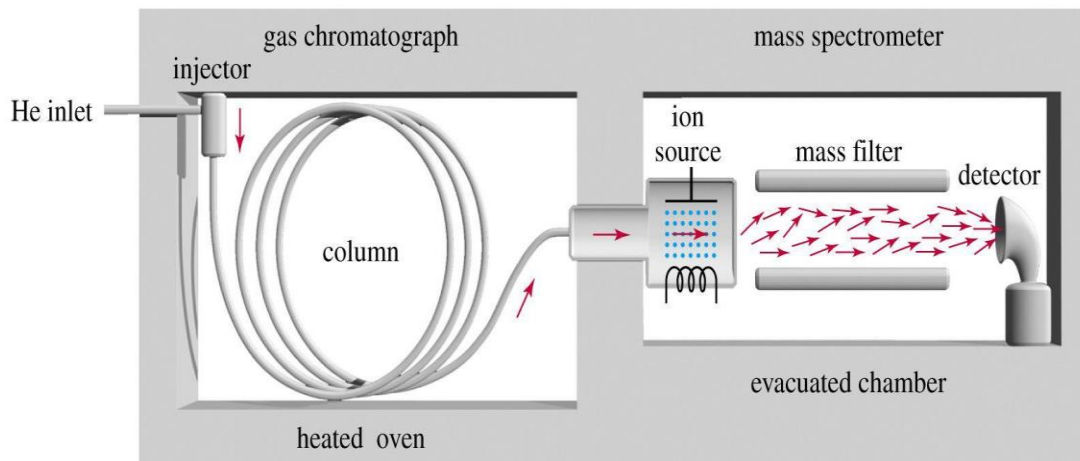 gas chromatograph
mass spectrometer
injector
He inlet
ion
source
mass filter
detector
column
evacuated chamber
heated oven